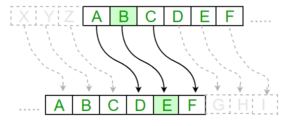 X Y Z A B C D E F .....
..... A B C D E F G H I